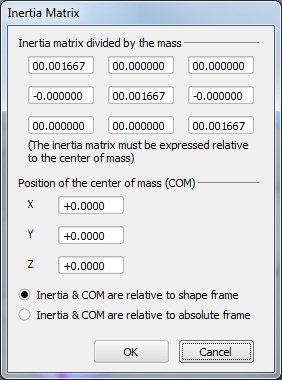 Inertia Matrix
Inertia matrix divided by the mass
00.001667 00.000000 00.000000
-0.000000 00.001667 -0.000000
00.000000 00.000000 00.001667
(The inertia matrix must be expressed relative
to the center of mass)
Position of the center of mass (COM)
X +0.0000
Y +0.0000
Z +0.0000
Inertia & COM are relative to shape frame
Inertia & COM are relative to absolute frame
OK Cancel